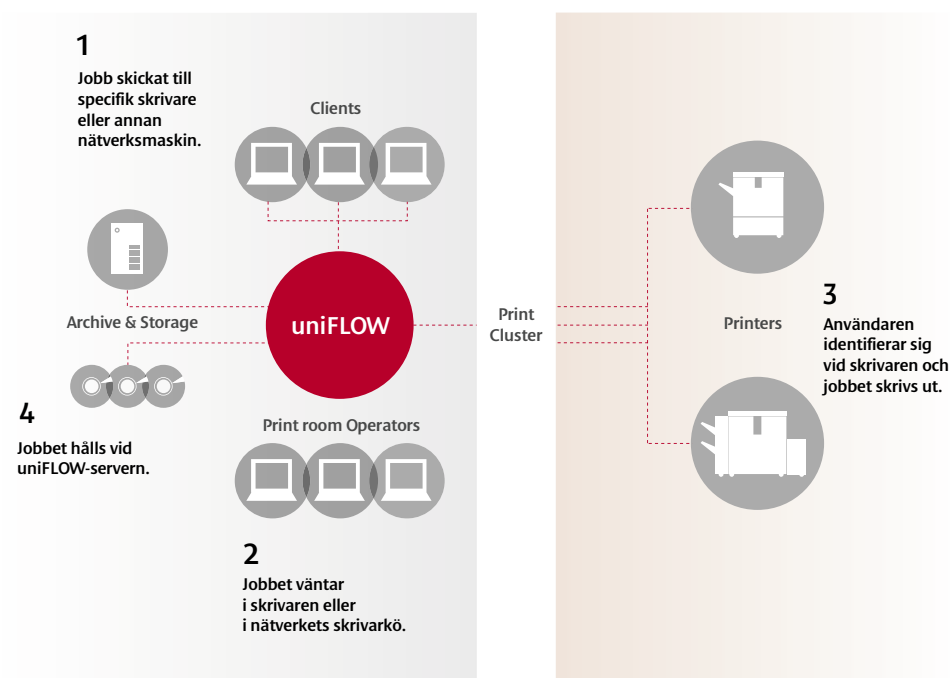 1
Jobb skickat till
specifik skrivare
eller annan
nätverksmaskin.
Clients
Archive & Storage
uniFLOW
Print
Cluster
Printers
3
Användaren
identifierar sig
vid skrivaren och
jobbet skrivs ut.
4
Jobbet hålls vid
uniFLOW-servern.
Print room Operators
2
Jobbet väntar
i skrivaren eller
i nätverkets skrivarkö.